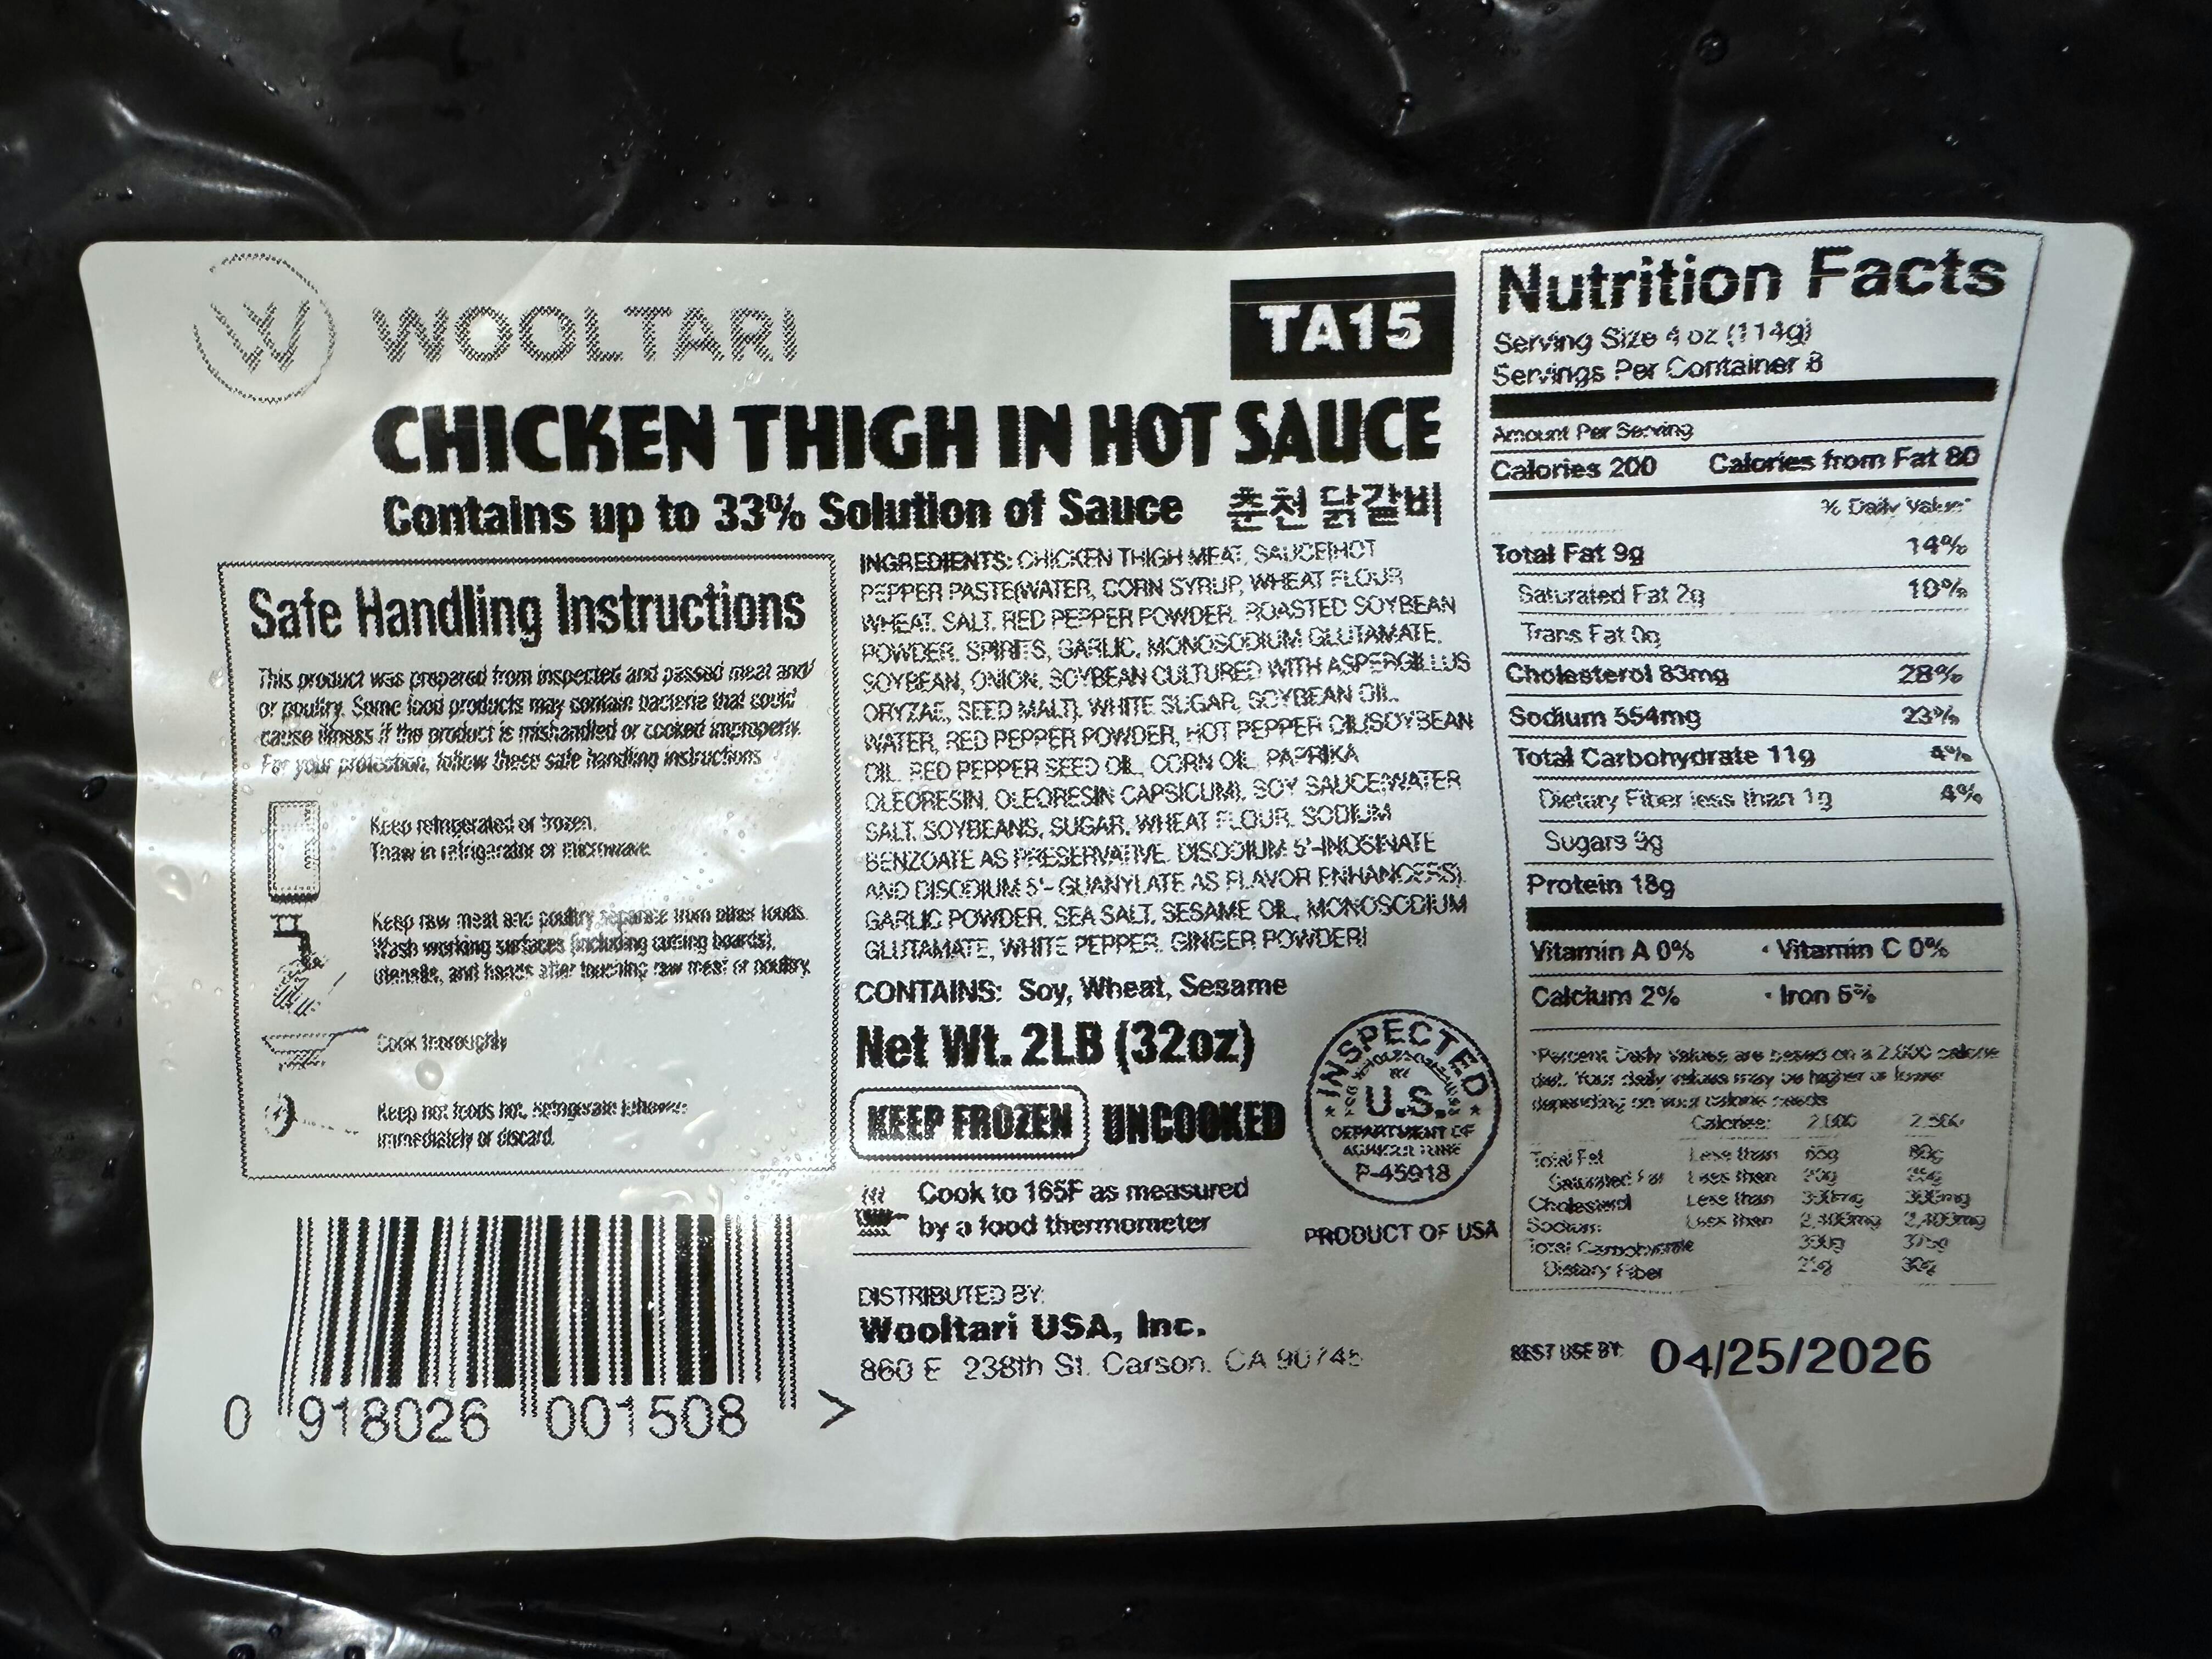 W WOOLTARI
TA15
CHICKEN THIGH IN HOT SAUCE
Contains up to 33% Solution of Sauce 춘천 닭갈비
Safe Handling Instructions
This product was prepared from inspected and passed meat and/
or poultry. Some food products may contain bacteria that could
cause illness if the product is mishandled or cooked improperly.
For your protection, follow these safe handling instructions
Keep refrigerated or frozen.
Thaw in refrigerator or microwave.
Keep raw meat and poultry separate from other foods.
Wash working surfaces (including cutting boards),
utensils, and hands after touching raw meat or poultry.
Cook thoroughly
Keep hot foods hot, refrigerate leftovers
immediately or discard.
0 918026 001508 >
INGREDIENTS: CHICKEN THIGH MEAT, SAUCE(HOT
PEPPER PASTE(WATER, CORN SYRUP, WHEAT FLOUR
WHEAT, SALT, RED PEPPER POWDER, ROASTED SOYBEAN
POWDER, SPIRITS, GARLIC, MONOSODIUM GLUTAMATE,
SOYBEAN, ONION, SOYBEAN CULTURED WITH ASPERGILLUS
ORYZAE, SEED MALT), WHITE SUGAR, SOYBEAN OIL,
WATER, RED PEPPER POWDER, HOT PEPPER OIL(SOYBEAN
OIL, RED PEPPER SEED OIL, CORN OIL, PAPRIKA
OLEORESIN, OLEORESIN CAPSICUM), SOY SAUCE(WATER
SALT, SOYBEANS, SUGAR, WHEAT FLOUR, SODIUM
BENZOATE AS PRESERVATIVE, DISODIUM 5'-INOSINATE
AND DISODIUM 5'- GUANYLATE AS FLAVOR ENHANCERS),
GARLIC POWDER, SEA SALT, SESAME OIL, MONOSODIUM
GLUTAMATE, WHITE PEPPER, GINGER POWDER)
CONTAINS: Soy, Wheat, Sesame
Net Wt. 2LB (32oz)
KEEP FROZEN UNCOOKED
Cook to 165F as measured
by a food thermometer
INSPECTED
FOR WHOLESOMENESS
BY
U.S.
DEPARTMENT OF
AGRICULTURE
P-45918
PRODUCT OF USA
DISTRIBUTED BY:
Wooltari USA, Inc.
860 E 238th St. Carson, CA 90745
Nutrition Facts
Serving Size 4 oz (114g)
Servings Per Container 8
Amount Per Serving
Calories 200 Calories from Fat 80
% Daily Value*
Total Fat 9g 14%
Saturated Fat 2g 10%
Trans Fat 0g
Cholesterol 83mg 28%
Sodium 554mg 23%
Total Carbohydrate 11g 4%
Dietary Fiber less than 1g 4%
Sugars 9g
Protein 18g
Vitamin A 0% • Vitamin C 0%
Calcium 2% • Iron 6%
*Percent Daily Values are based on a 2,000 calorie
diet. Your daily values may be higher or lower
depending on your calorie needs
Calories: 2,000 2,500
Total Fat Less than 65g 80g
Saturated Fat Less than 20g 25g
Cholesterol Less than 300mg 300mg
Sodium Less than 2,400mg 2,400mg
Total Carbohydrate 300g 375g
Dietary Fiber 25g 30g
BEST USE BY: 04/25/2026